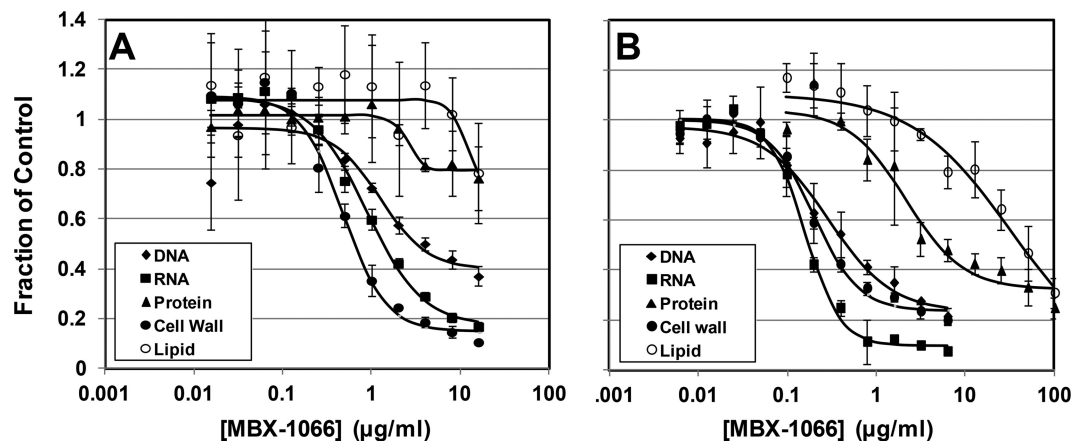 A
B
Fraction of Control
1.4
1.2
1
0.8
0.6
0.4
0.2
0
DNA
RNA
Protein
Cell Wall
Lipid
0.001
0.01
0.1
1
10
100
[MBX-1066] (µg/ml)
DNA
RNA
Protein
Cell wall
Lipid
.001
0.01
0.1
1
10
100
[MBX-1066] (µg/ml)